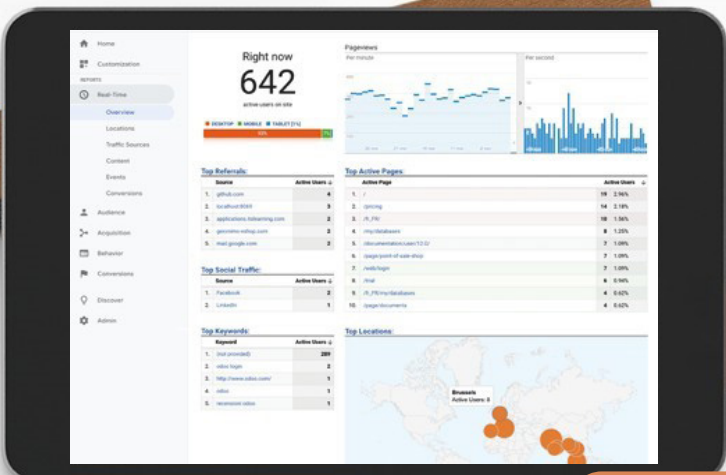 Home
Customization
REPORTS
Real-Time
Overview
Locations
Traffic Sources
Content
Events
Conversions
Audience
Acquisition
Behavior
Conversions
Discover
Admin
Right now
642
active users on site
DESKTOP MOBILE TABLET (1%)
Pageviews
Per minute
Per second
Top Referrals:
Source Active Users
1. github.com 4
2. localhost:8069 3
3. 2
4. 2
5. mail.google.com 2
Top Social Traffic:
Source Active Users
1. Facebook 2
2. LinkedIn 1
Top Keywords:
Keyword Active Users
1. (not provided) 289
2. odoo login 2
3. http://www.odoo.com/ 1
4. odoo 1
5. recensioni odoo 1
Top Active Pages:
Active Page Active Users
1. / 19 2.96%
2. /pricing 14 2.18%
3. /fr_FR/ 10 1.56%
4. /my/databases 8 1.25%
5. /documentation/user/12.0/ 7 1.09%
6. /page/point-of-sale-shop 7 1.09%
7. /web/login 7 1.09%
8. /trial 6 0.94%
9. /fr_FR/my/databases 4 0.62%
10. /page/documents 4 0.62%
Top Locations:
Brussels
Active Users: 8